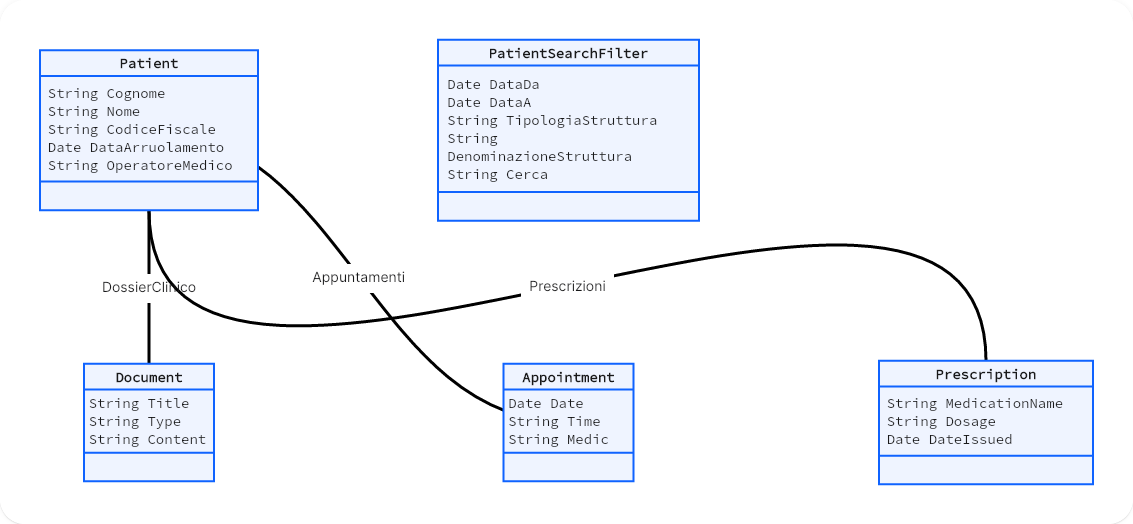 Patient
String Cognome
String Nome
String CodiceFiscale
Date DataArruolamento
String OperatoreMedico
PatientSearchFilter
Date DataDa
Date DataA
String TipologiaStruttura
String
DenominazioneStruttura
String Cerca
DossierClinico
Appuntamenti
Prescrizioni
Document
String Title
String Type
String Content
Appointment
Date Date
String Time
String Medic
Prescription
String MedicationName
String Dosage
Date DateIssued